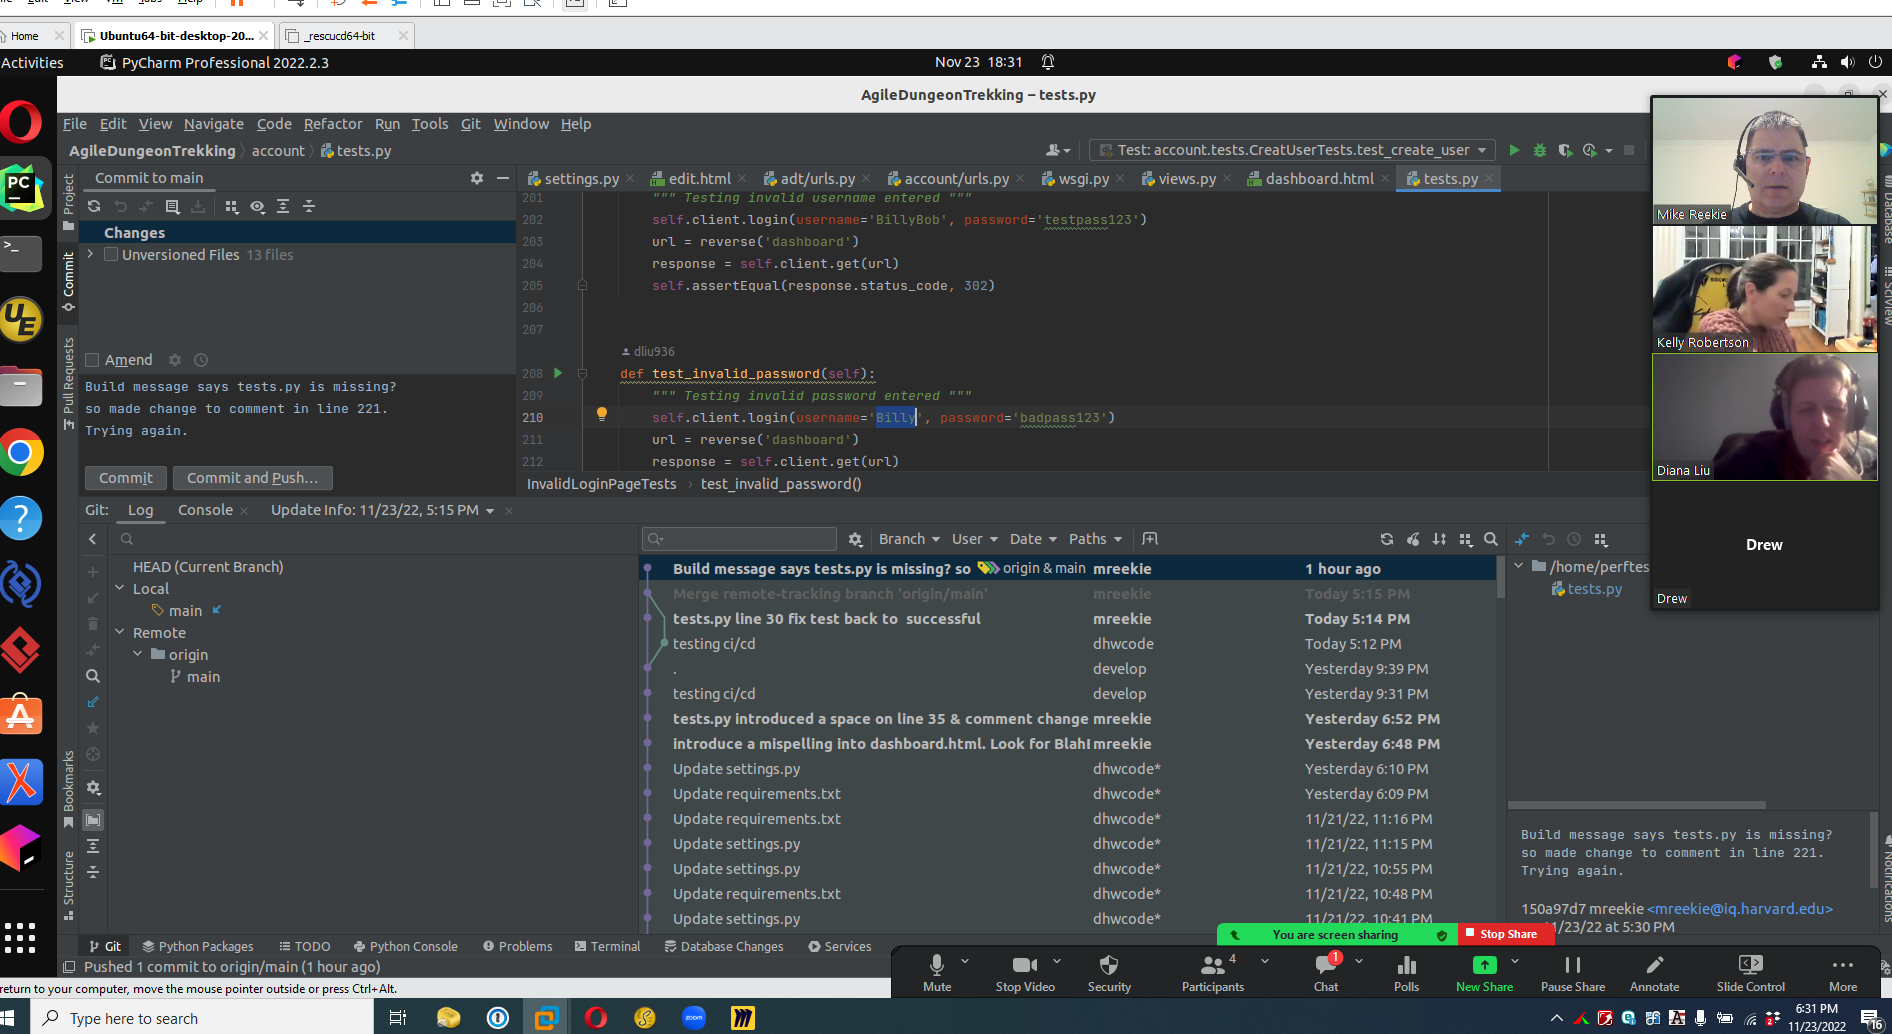 Edit View VM Tabs Help
Home
Ubuntu64-bit-desktop-20...
_rescucd64-bit
Activities
PyCharm Professional 2022.2.3
Nov 23 18:31
AgileDungeonTrekking – tests.py
File Edit View Navigate Code Refactor Run Tools Git Window Help
AgileDungeonTrekking account tests.py
Test: account.tests.CreatUserTests.test_create_user
Project
Commit
Pull Requests
Bookmarks
Structure
Commit to main
Changes
Unversioned Files 13 files
Amend
Build message says tests.py is missing?
so made change to comment in line 221.
Trying again.
Commit
Commit and Push...
settings.py
edit.html
adt/urls.py
account/urls.py
wsgi.py
views.py
dashboard.html
tests.py
201 """ Testing invalid username entered """
202 self.client.login(username='BillyBob', password='testpass123')
203 url = reverse('dashboard')
204 response = self.client.get(url)
205 self.assertEqual(response.status_code, 302)
206
207
dliu936
208 def test_invalid_password(self):
209 """ Testing invalid password entered """
210 self.client.login(username='Billy', password='badpass123')
211 url = reverse('dashboard')
212 response = self.client.get(url)
InvalidLoginPageTests test_invalid_password()
Database
SciView
Notifications
Mike Reekie
Kelly Robertson
Diana Liu
Drew
Drew
Git: Log Console Update Info: 11/23/22, 5:15 PM
HEAD (Current Branch)
Local
main
Remote
origin
main
Branch User Date Paths
Build message says tests.py is missing? so origin & main mreekie 1 hour ago
Merge remote-tracking branch 'origin/main' mreekie Today 5:15 PM
tests.py line 30 fix test back to successful mreekie Today 5:14 PM
testing ci/cd dhwcode Today 5:12 PM
. develop Yesterday 9:39 PM
testing ci/cd develop Yesterday 9:31 PM
tests.py introduced a space on line 35 & comment change mreekie Yesterday 6:52 PM
introduce a mispelling into dashboard.html. Look for Blah mreekie Yesterday 6:48 PM
Update settings.py dhwcode* Yesterday 6:10 PM
Update requirements.txt dhwcode* Yesterday 6:09 PM
Update requirements.txt dhwcode* 11/21/22, 11:16 PM
Update settings.py dhwcode* 11/21/22, 11:15 PM
Update settings.py dhwcode* 11/21/22, 10:55 PM
Update requirements.txt dhwcode* 11/21/22, 10:48 PM
Update settings.py dhwcode* 11/21/22, 10:41 PM
/home/perftes
tests.py
Build message says tests.py is missing?
so made change to comment in line 221.
Trying again.
150a97d7 mreekie <mreekie@iq.harvard.edu>
11/23/22 at 5:30 PM
Git Python Packages TODO Python Console Problems Terminal Database Changes Services
Pushed 1 commit to origin/main (1 hour ago)
You are screen sharing
Stop Share
Mute
Stop Video
Security
4
Participants
1
Chat
Polls
New Share
Pause Share
Annotate
Slide Control
More
return to your computer, move the mouse pointer outside or press Ctrl+Alt.
Type here to search
zoom
6:31 PM
11/23/2022
16